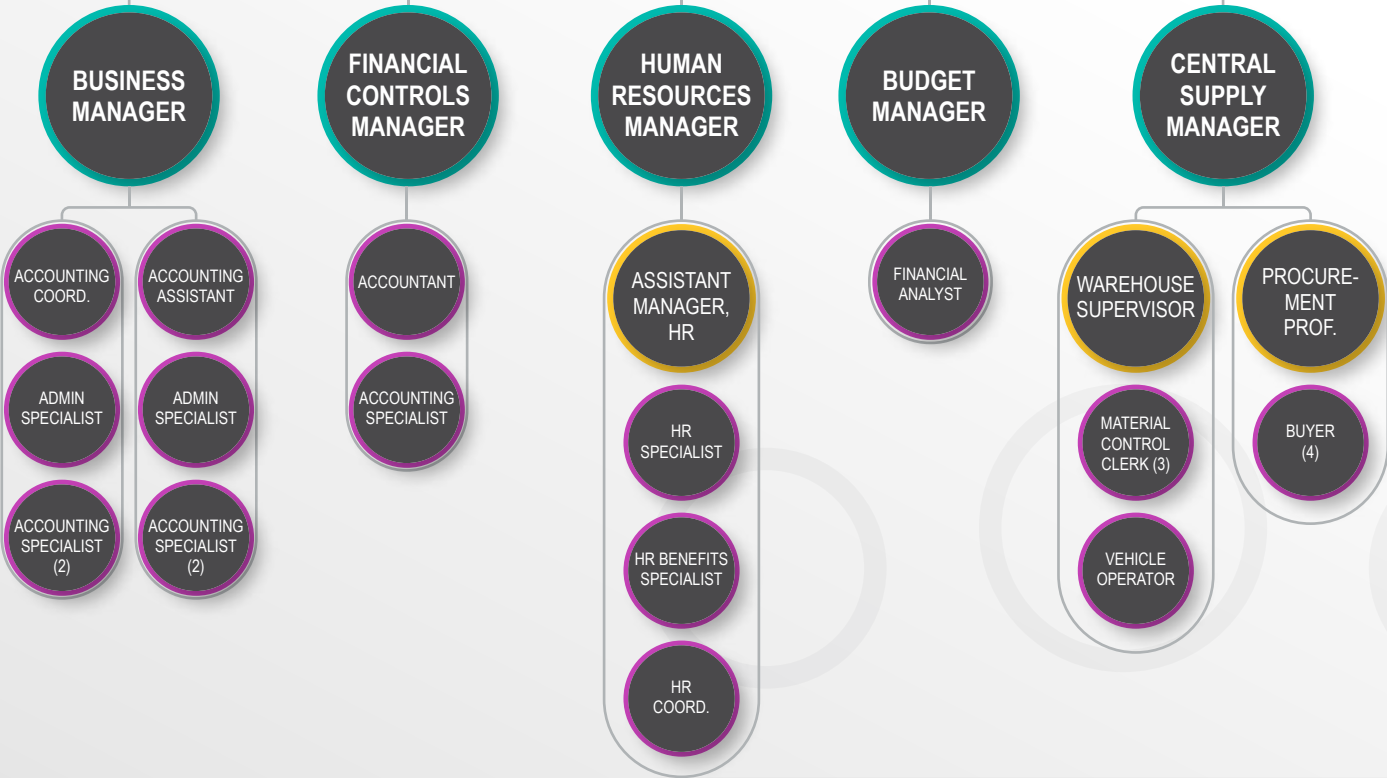 BUSINESS
MANAGER
FINANCIAL
CONTROLS
MANAGER
HUMAN
RESOURCES
MANAGER
BUDGET
MANAGER
CENTRAL
SUPPLY
MANAGER
ACCOUNTING
COORD.
ADMIN
SPECIALIST
ACCOUNTING
SPECIALIST
(2)
ACCOUNTING
ASSISTANT
ADMIN
SPECIALIST
ACCOUNTING
SPECIALIST
(2)
ACCOUNTANT
ACCOUNTING
SPECIALIST
ASSISTANT
MANAGER,
HR
HR
SPECIALIST
HR BENEFITS
SPECIALIST
HR
COORD.
FINANCIAL
ANALYST
WAREHOUSE
SUPERVISOR
MATERIAL
CONTROL
CLERK (3)
VEHICLE
OPERATOR
PROCURE-
MENT
PROF.
BUYER
(4)